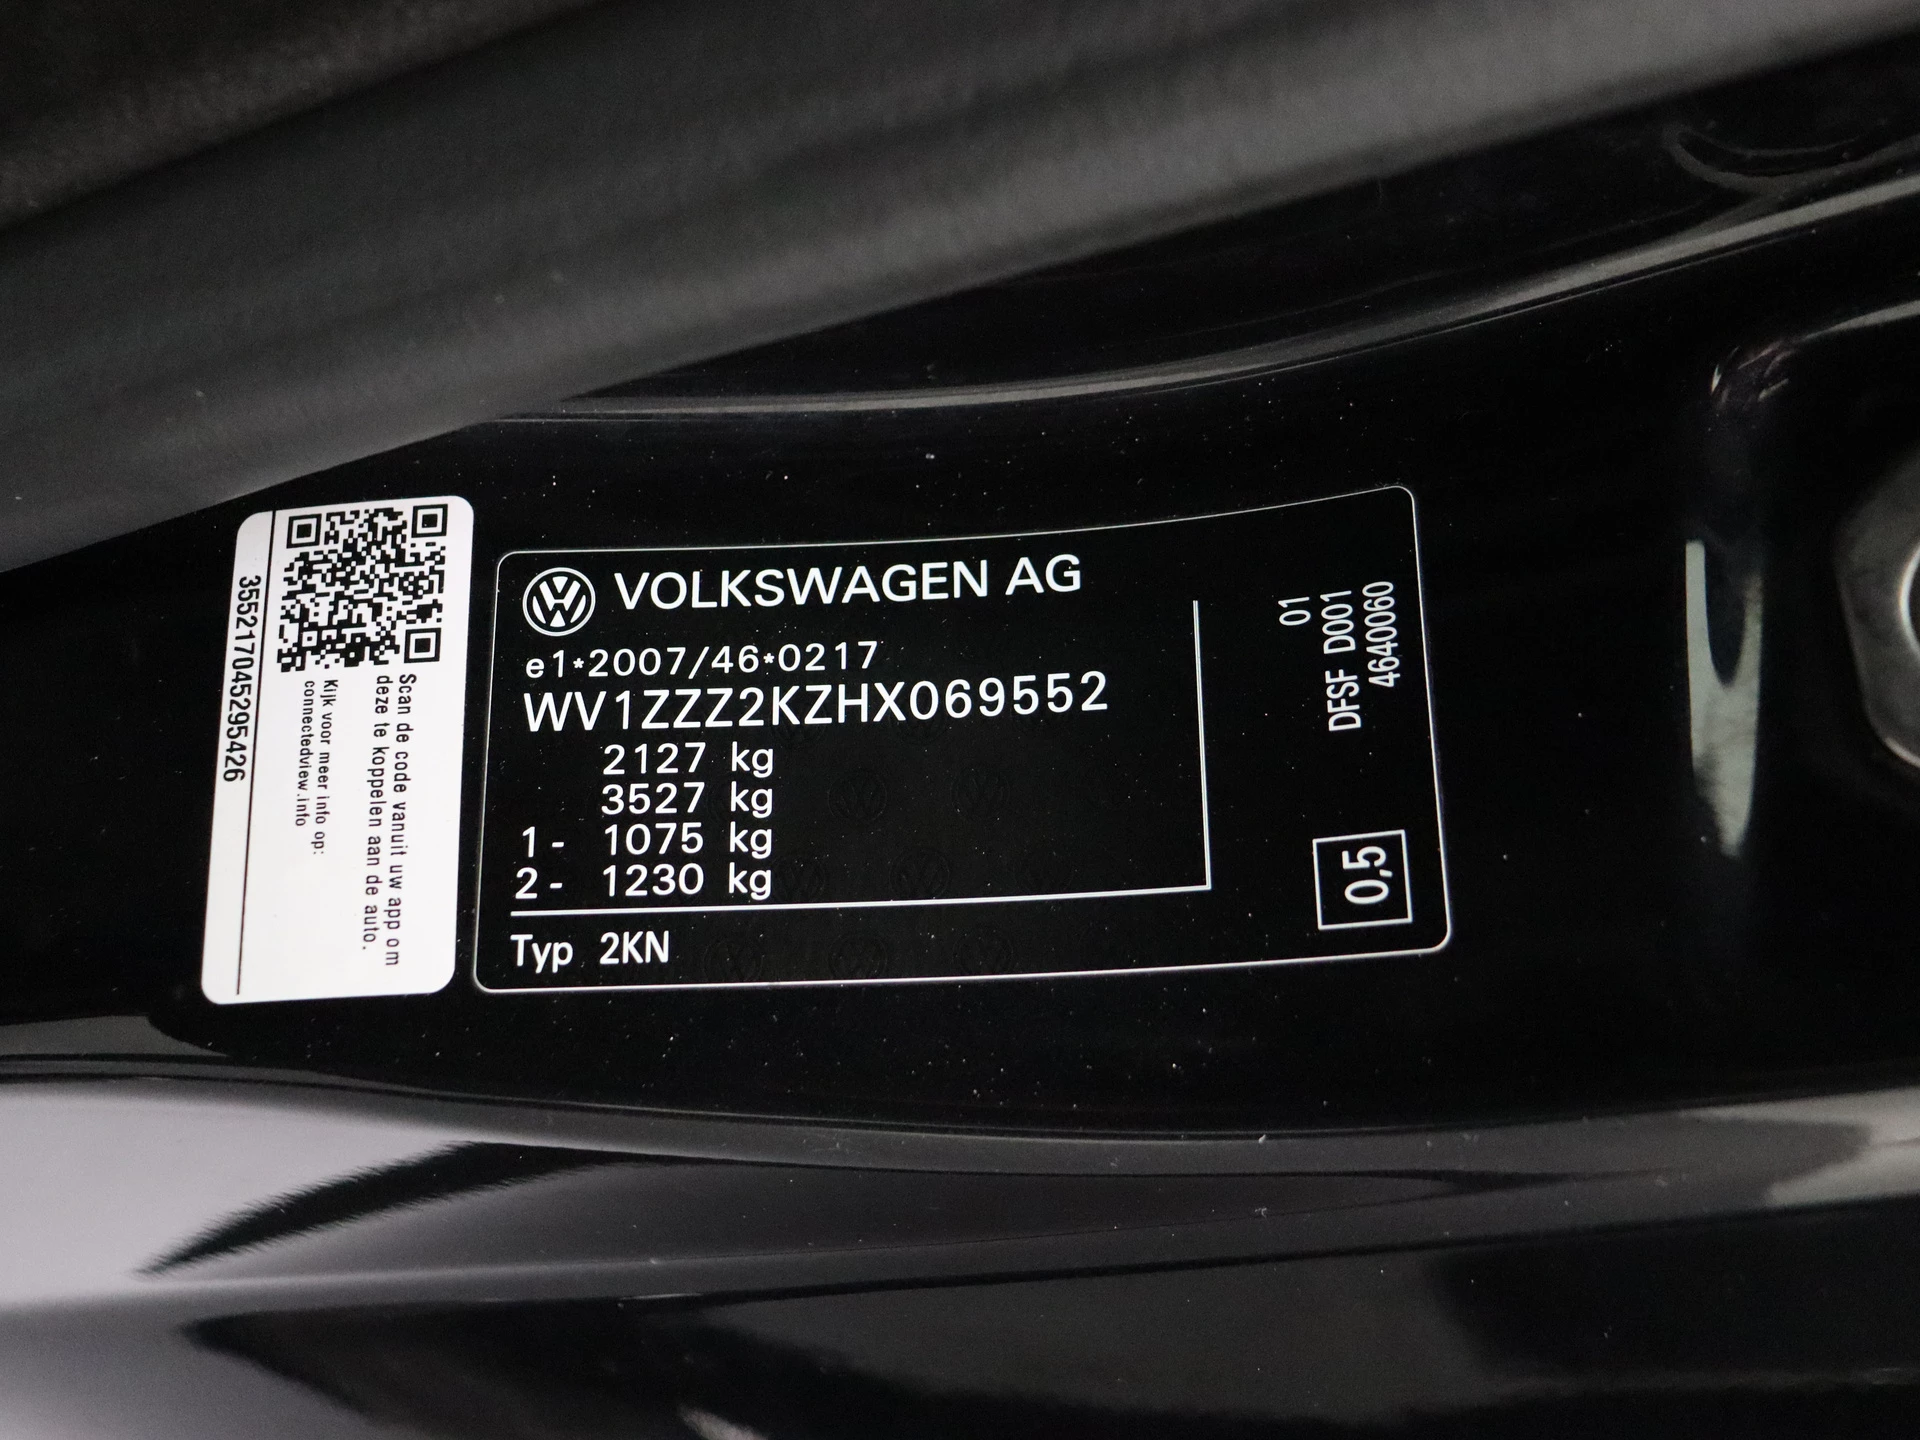 Scan de code vanuit uw app om
deze te koppelen aan de auto.
Kijk voor meer info op:
connectedview.info
355217045295426
VOLKSWAGEN AG
e1*2007/46*0217
WV1ZZZ2KZHX069552
2127 kg
3527 kg
1- 1075 kg
2- 1230 kg
Typ 2KN
01
DFSF D001
4640060
0,5